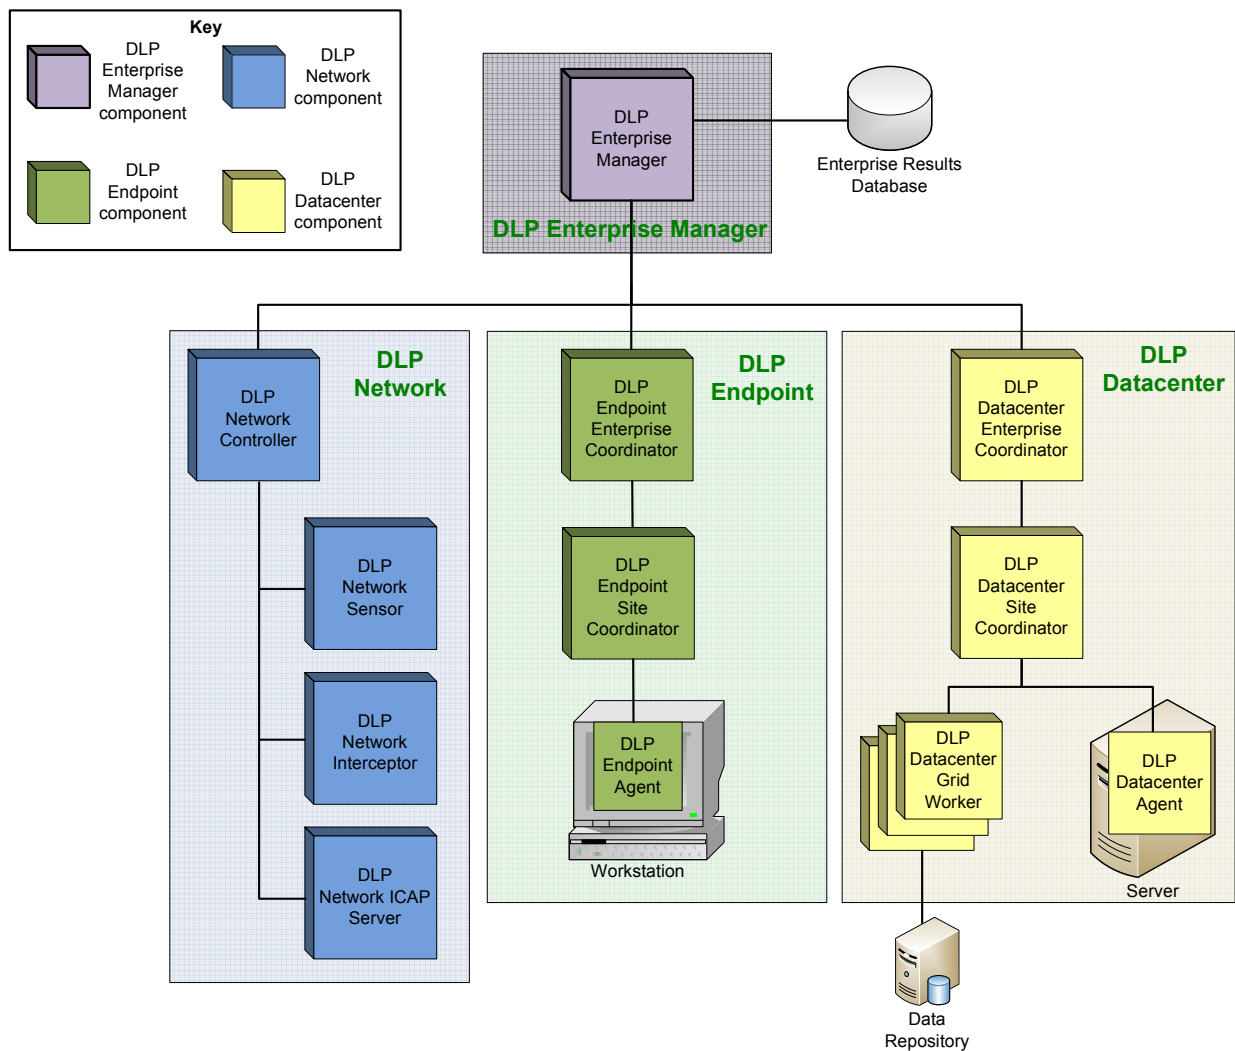 Key
DLP
Enterprise
Manager
component
DLP
Network
component
DLP
Endpoint
component
DLP
Datacenter
component
DLP
Enterprise
Manager
DLP Enterprise Manager
Enterprise Results
Database
DLP
Network
DLP
Network
Controller
DLP
Network
Sensor
DLP
Network
Interceptor
DLP
Network ICAP
Server
DLP
Endpoint
DLP
Endpoint
Enterprise
Coordinator
DLP
Endpoint
Site
Coordinator
DLP
Endpoint
Agent
Workstation
DLP
Datacenter
DLP
Datacenter
Enterprise
Coordinator
DLP
Datacenter
Site
Coordinator
DLP
Datacenter
Grid
Worker
DLP
Datacenter
Agent
Server
Data
Repository